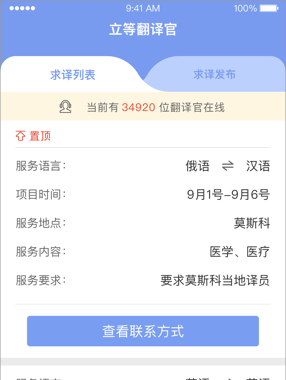 9:41 AM 100%
立等翻译官
求译列表 求译发布
当前有 34920 位翻译官在线
置顶
服务语言： 俄语 ⇌ 汉语
项目时间： 9月1号-9月6号
服务地点： 莫斯科
服务内容： 医学、医疗
服务要求： 要求莫斯科当地译员
查看联系方式